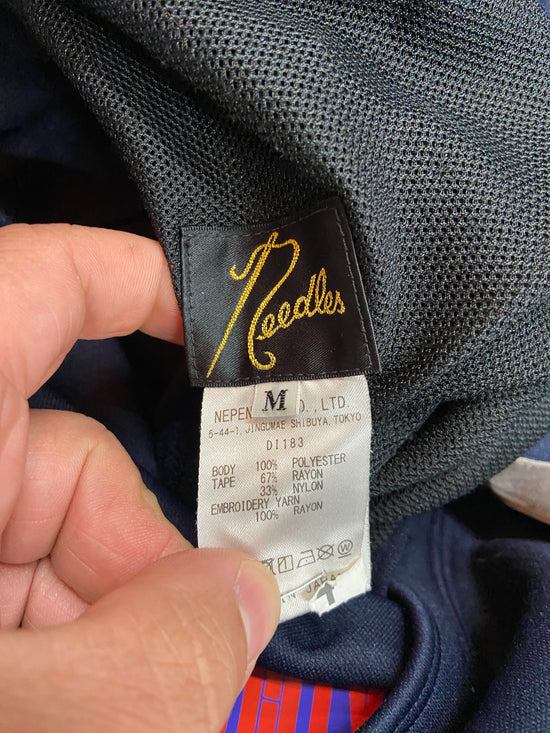 Needles
M
NEPEN O., LTD.
5-44-1, JINGUMAE SHIBUYA, TOKYO
DI183
BODY 100% POLYESTER
TAPE 67% RAYON
33% NYLON
EMBROIDERY YARN
100% RAYON